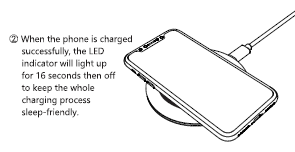 ② When the phone is charged
successfully, the LED
indicator will light up
for 16 seconds then off
to keep the whole
charging process
sleep-friendly.